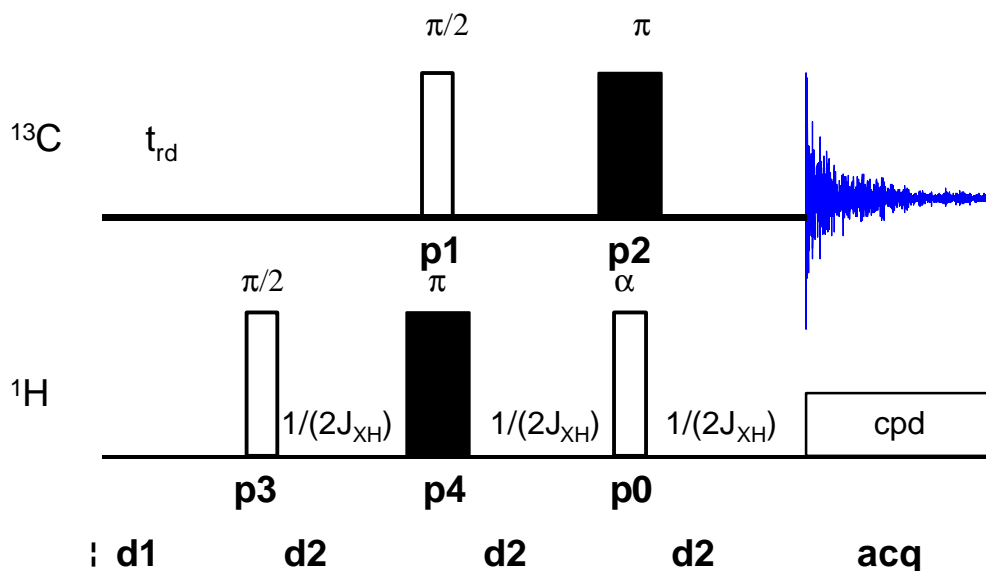 π/2 π
¹³C t_rd
p1 p2
π/2 π α
¹H 1/(2J_XH) 1/(2J_XH) 1/(2J_XH) cpd
p3 p4 p0
¦ d1 d2 d2 d2 acq